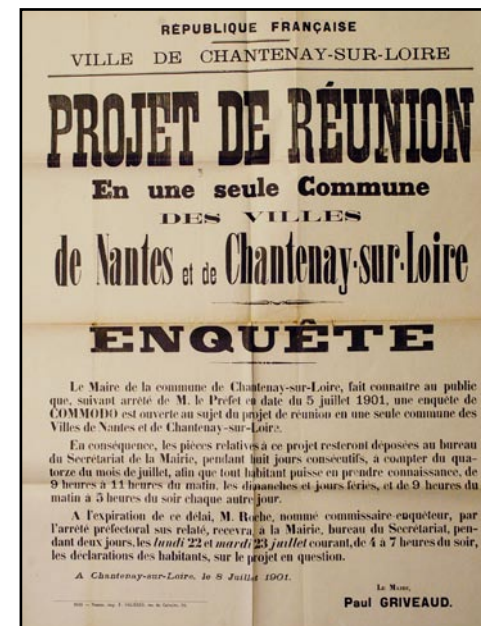 RÉPUBLIQUE FRANÇAISE
VILLE DE CHANTENAY-SUR-LOIRE
PROJET DE RÉUNION
En une seule Commune
DES VILLES
de Nantes et de Chantenay-sur-Loire
ENQUÊTE
Le Maire de la commune de Chantenay-sur-Loire, fait connaître au public
que, suivant arrêté de M. le Préfet en date du 5 juillet 1901, une enquête de
COMMODO est ouverte au sujet du projet de réunion en une seule commune des
Villes de Nantes et de Chantenay-sur-Loire.
En conséquence, les pièces relatives à ce projet resteront déposées au bureau
du Secrétariat de la Mairie, pendant huit jours consécutifs, à compter du qua-
torze du mois de juillet, afin que tout habitant puisse en prendre connaissance, de
9 heures à 11 heures du matin, les dimanches et jours fériés, et de 9 heures du
matin à 5 heures du soir chaque autre jour.
A l'expiration de ce délai, M. Roche, nommé commissaire enquêteur, par
l'arrêté préfectoral sus relaté, recevra, à la Mairie, bureau du Secrétariat, pen-
dant deux jours, les lundi 22 et mardi 23 juillet courant, de 4 à 7 heures du soir,
les déclarations des habitants, sur le projet en question.
A Chantenay-sur-Loire, le 8 Juillet 1901.
LE MAIRE,
Paul GRIVEAUD.